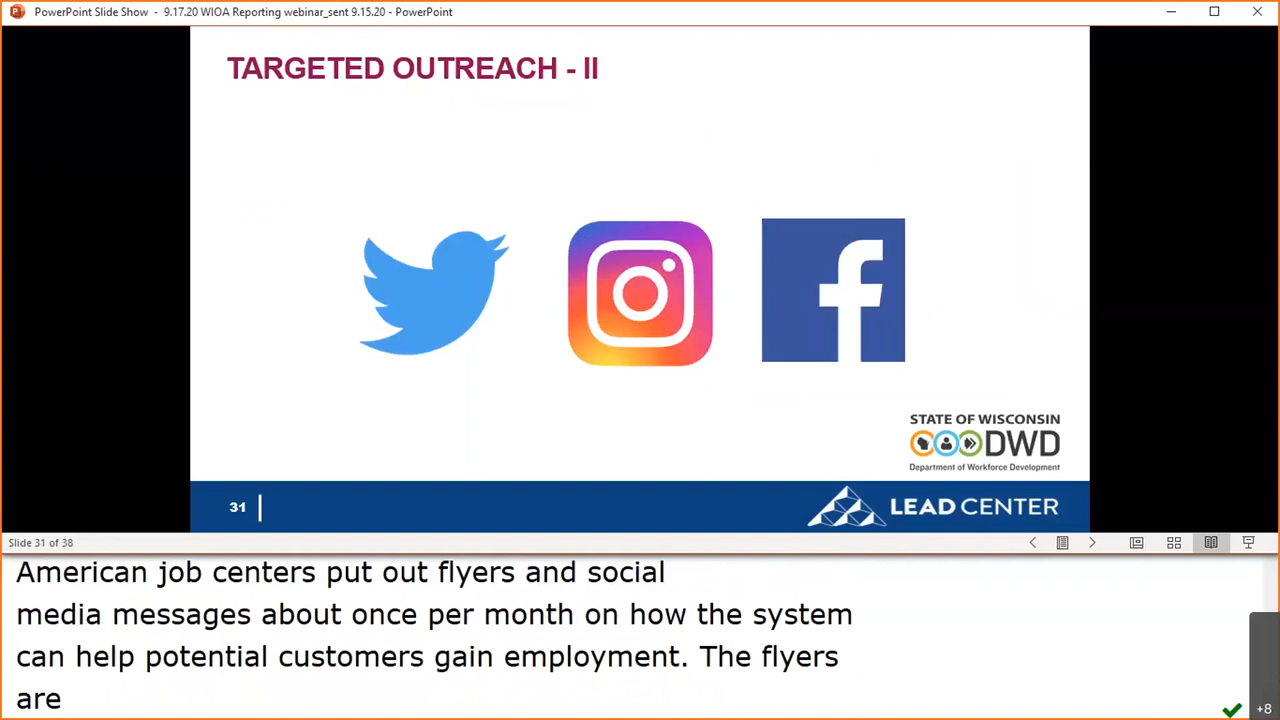 PowerPoint Slide Show - 9.17.20 WIOA Reporting webinar_sent 9.15.20 - PowerPoint
TARGETED OUTREACH - II
STATE OF WISCONSIN
DWD
Department of Workforce Development
31
LEAD CENTER
Slide 31 of 38
American job centers put out flyers and social
media messages about once per month on how the system
can help potential customers gain employment. The flyers
are
+8